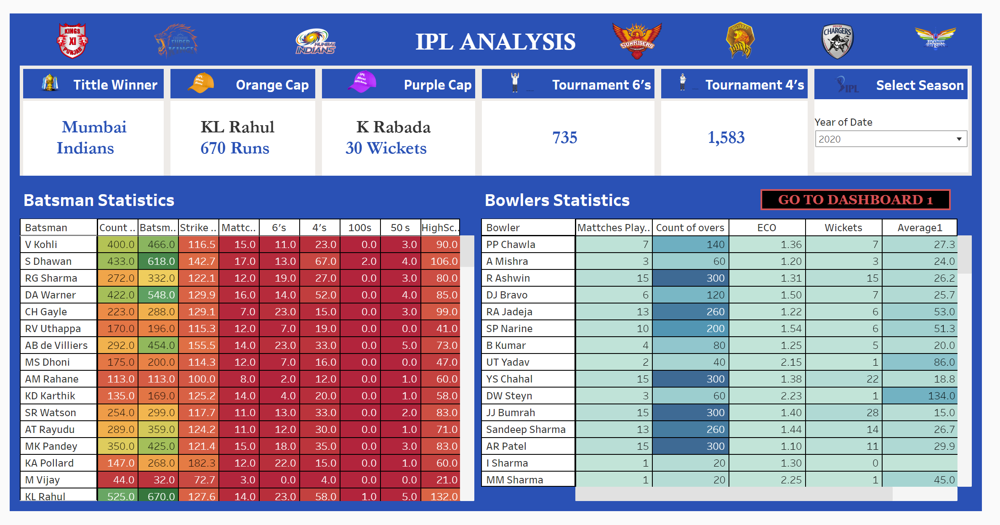 KINGS
XI
PUNJAB
CHENNAI
SUPER
KINGS
MUMBAI
INDIANS
IPL ANALYSIS
SUNRISERS
GUJARAT
LIONS
DECCAN
CHARGERS
LUCKNOW
SUPER GIANTS
Tittle Winner
IPL
Most
Runs
Orange Cap
IPL
Most
Wickets
Purple Cap
Tournament 6's
Tournament 4's
IPL
Select Season
Mumbai
Indians
KL Rahul
670 Runs
K Rabada
30 Wickets
735
1,583
Year of Date
2020
Batsman Statistics
Batsman Count .. Batsm.. Strike .. Mattc.. 6's 4's 100s 50 s HighSc..
V Kohli 400.0 466.0 116.5 15.0 11.0 23.0 0.0 3.0 90.0
S Dhawan 433.0 618.0 142.7 17.0 13.0 67.0 2.0 4.0 106.0
RG Sharma 272.0 332.0 122.1 12.0 19.0 27.0 0.0 3.0 80.0
DA Warner 422.0 548.0 129.9 16.0 14.0 52.0 0.0 4.0 85.0
CH Gayle 223.0 288.0 129.1 7.0 23.0 15.0 0.0 3.0 99.0
RV Uthappa 170.0 196.0 115.3 12.0 7.0 19.0 0.0 0.0 41.0
AB de Villiers 292.0 454.0 155.5 14.0 23.0 33.0 0.0 5.0 73.0
MS Dhoni 175.0 200.0 114.3 12.0 7.0 16.0 0.0 0.0 47.0
AM Rahane 113.0 113.0 100.0 8.0 2.0 12.0 0.0 1.0 60.0
KD Karthik 135.0 169.0 125.2 14.0 4.0 20.0 0.0 1.0 58.0
SR Watson 254.0 299.0 117.7 11.0 13.0 33.0 0.0 2.0 83.0
AT Rayudu 289.0 359.0 124.2 11.0 12.0 30.0 0.0 1.0 71.0
MK Pandey 350.0 425.0 121.4 15.0 18.0 35.0 0.0 3.0 83.0
KA Pollard 147.0 268.0 182.3 12.0 22.0 15.0 0.0 1.0 60.0
M Vijay 44.0 32.0 72.7 3.0 0.0 4.0 0.0 0.0 21.0
KL Rahul 525.0 670.0 127.6 14.0 23.0 58.0 1.0 5.0 132.0
Bowlers Statistics
GO TO DASHBOARD 1
Bowler Mattches Play.. Count of overs ECO Wickets Average1
PP Chawla 7 140 1.36 7 27.3
A Mishra 3 60 1.20 3 24.0
R Ashwin 15 300 1.31 15 26.2
DJ Bravo 6 120 1.50 7 25.7
RA Jadeja 13 260 1.22 6 53.0
SP Narine 10 200 1.54 6 51.3
B Kumar 4 80 1.25 5 20.0
UT Yadav 2 40 2.15 1 86.0
YS Chahal 15 300 1.38 22 18.8
DW Steyn 3 60 2.23 1 134.0
JJ Bumrah 15 300 1.40 28 15.0
Sandeep Sharma 13 260 1.44 14 26.7
AR Patel 15 300 1.10 11 29.9
I Sharma 1 20 1.30 0
MM Sharma 1 20 2.25 1 45.0